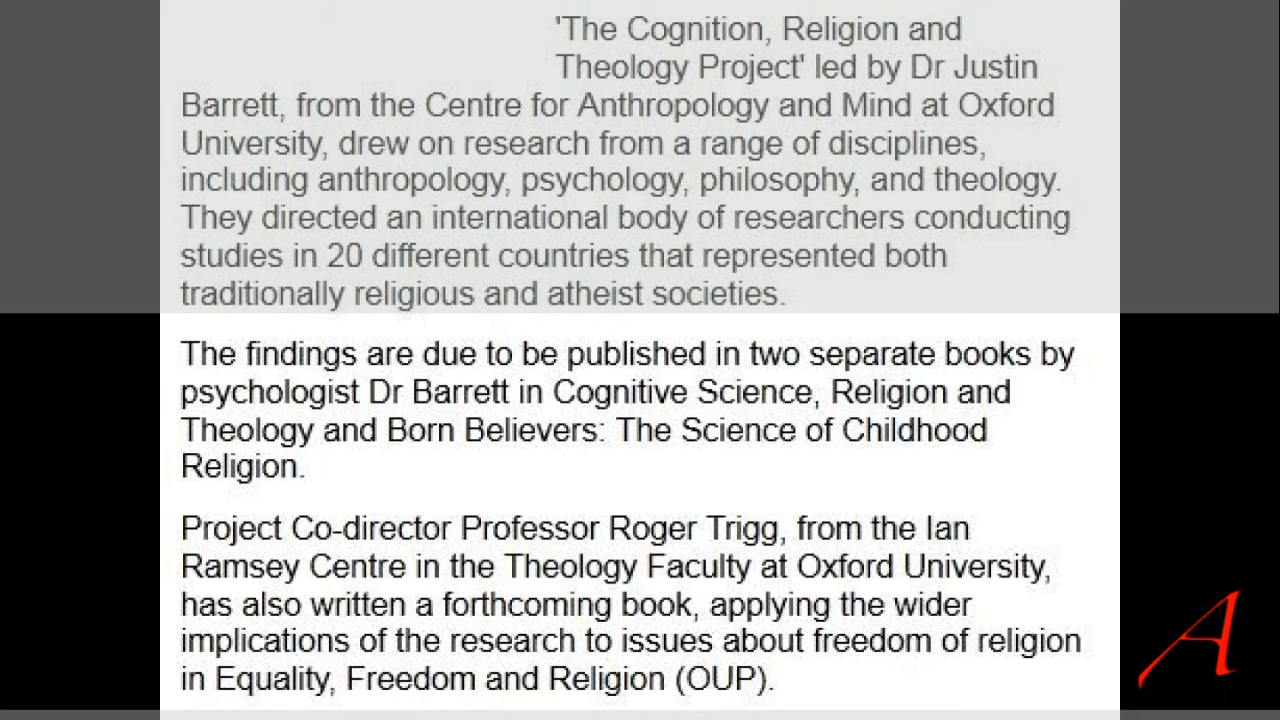 'The Cognition, Religion and
Theology Project' led by Dr Justin
Barrett, from the Centre for Anthropology and Mind at Oxford
University, drew on research from a range of disciplines,
including anthropology, psychology, philosophy, and theology.
They directed an international body of researchers conducting
studies in 20 different countries that represented both
traditionally religious and atheist societies.
The findings are due to be published in two separate books by
psychologist Dr Barrett in Cognitive Science, Religion and
Theology and Born Believers: The Science of Childhood
Religion.
Project Co-director Professor Roger Trigg, from the Ian
Ramsey Centre in the Theology Faculty at Oxford University,
has also written a forthcoming book, applying the wider
implications of the research to issues about freedom of religion
in Equality, Freedom and Religion (OUP).
A